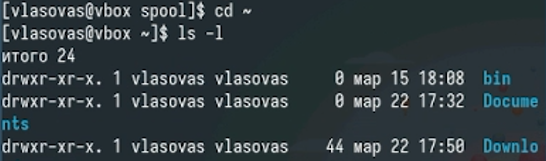 [vlasovas@vbox spool]$ cd ~
[vlasovas@vbox ~]$ ls -l
итого 24
drwxr-xr-x. 1 vlasovas vlasovas 0 мар 15 18:08 bin
drwxr-xr-x. 1 vlasovas vlasovas 0 мар 22 17:32 Docume
nts
drwxr-xr-x. 1 vlasovas vlasovas 44 мар 22 17:50 Downlo